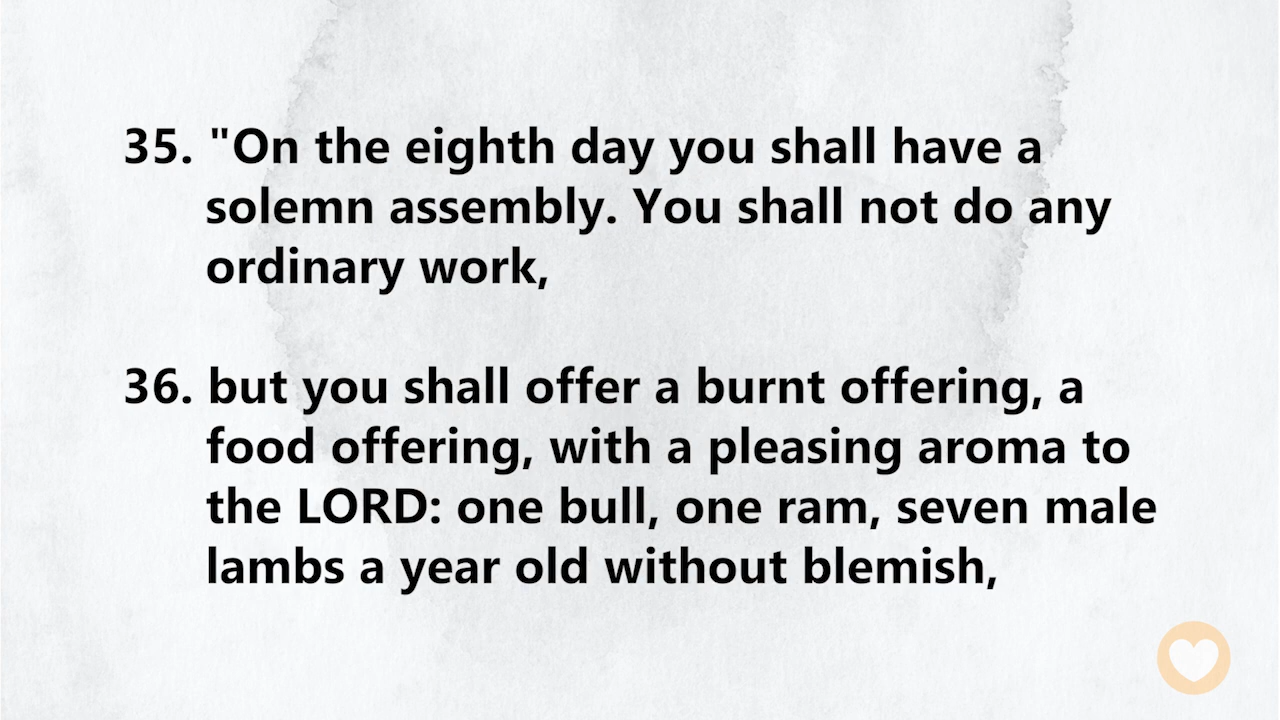 35. "On the eighth day you shall have a
solemn assembly. You shall not do any
ordinary work,
36. but you shall offer a burnt offering, a
food offering, with a pleasing aroma to
the LORD: one bull, one ram, seven male
lambs a year old without blemish,